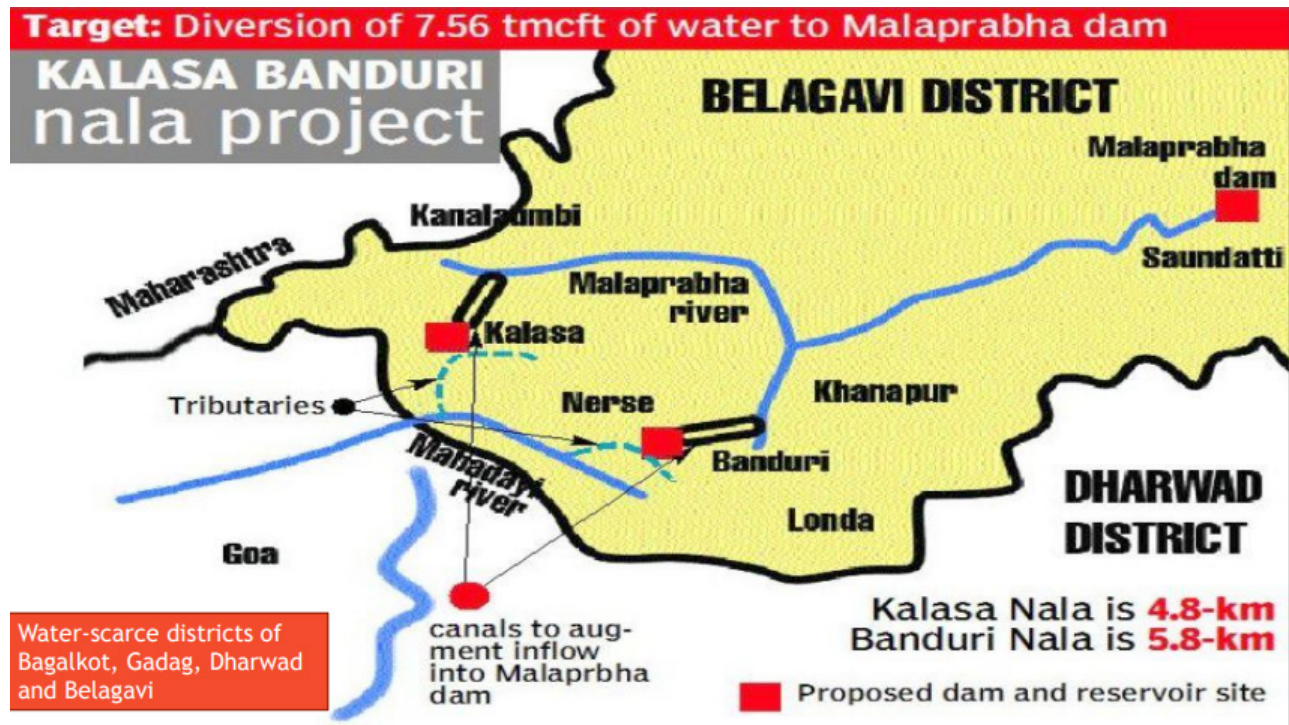 Target: Diversion of 7.56 tmcft of water to Malaprabha dam
KALASA BANDURI
nala project
BELAGAVI DISTRICT
Malaprabha
dam
Saundatti
Maharashtra
Malaprabha
river
Kalasa
Tributaries
Nerse
Khanapur
Mahadayi
river
Banduri
Londa
DHARWAD
DISTRICT
Goa
canals to aug-
ment inflow
into Malaprbha
dam
Kalasa Nala is 4.8-km
Banduri Nala is 5.8-km
Proposed dam and reservoir site
Water-scarce districts of
Bagalkot, Gadag, Dharwad
and Belagavi